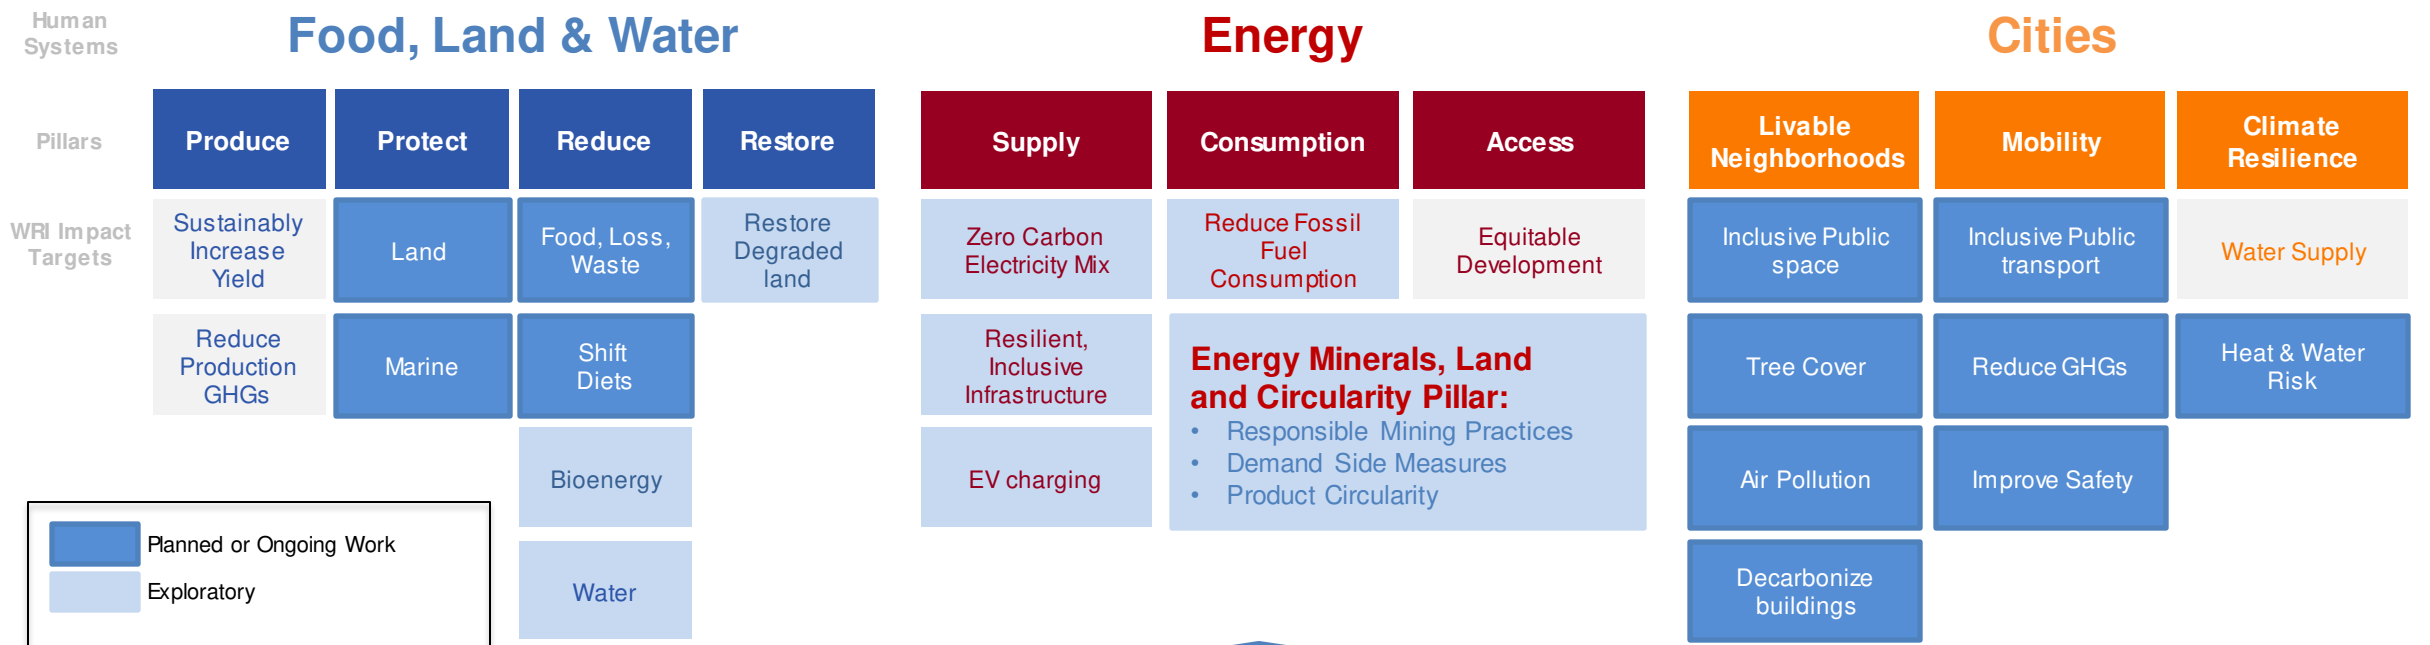 Human
Systems
Food, Land & Water
Energy
Cities
Pillars
Produce
Protect
Reduce
Restore
Supply
Consumption
Access
Livable
Neighborhoods
Mobility
Climate
Resilience
WRI Impact
Targets
Sustainably
Increase
Yield
Land
Food, Loss,
Waste
Restore
Degraded
land
Zero Carbon
Electricity Mix
Reduce Fossil
Fuel
Consumption
Equitable
Development
Inclusive Public
space
Inclusive Public
transport
Water Supply
Reduce
Production
GHGs
Marine
Shift
Diets
Resilient,
Inclusive
Infrastructure
Energy Minerals, Land
and Circularity Pillar:
• Responsible Mining Practices
• Demand Side Measures
• Product Circularity
Tree Cover
Reduce GHGs
Heat & Water
Risk
Bioenergy
EV charging
Air Pollution
Improve Safety
Water
Decarbonize
buildings
Planned or Ongoing Work
Exploratory